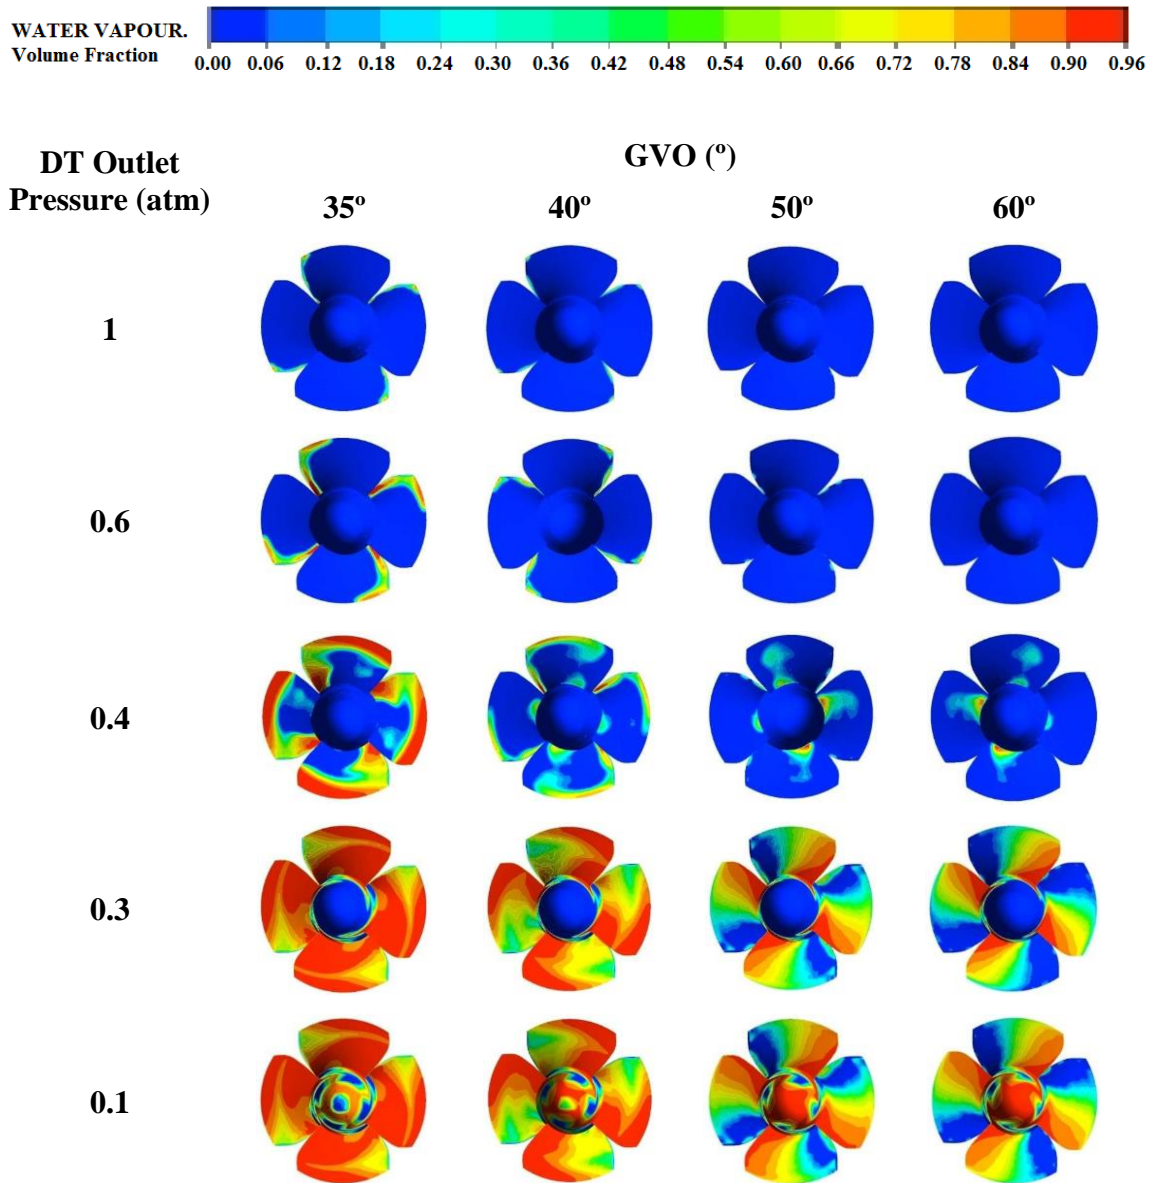 WATER VAPOUR.
Volume Fraction
0.00 0.06 0.12 0.18 0.24 0.30 0.36 0.42 0.48 0.54 0.60 0.66 0.72 0.78 0.84 0.90 0.96
DT Outlet
Pressure (atm)
GVO (º)
35º 40º 50º 60º
1
0.6
0.4
0.3
0.1